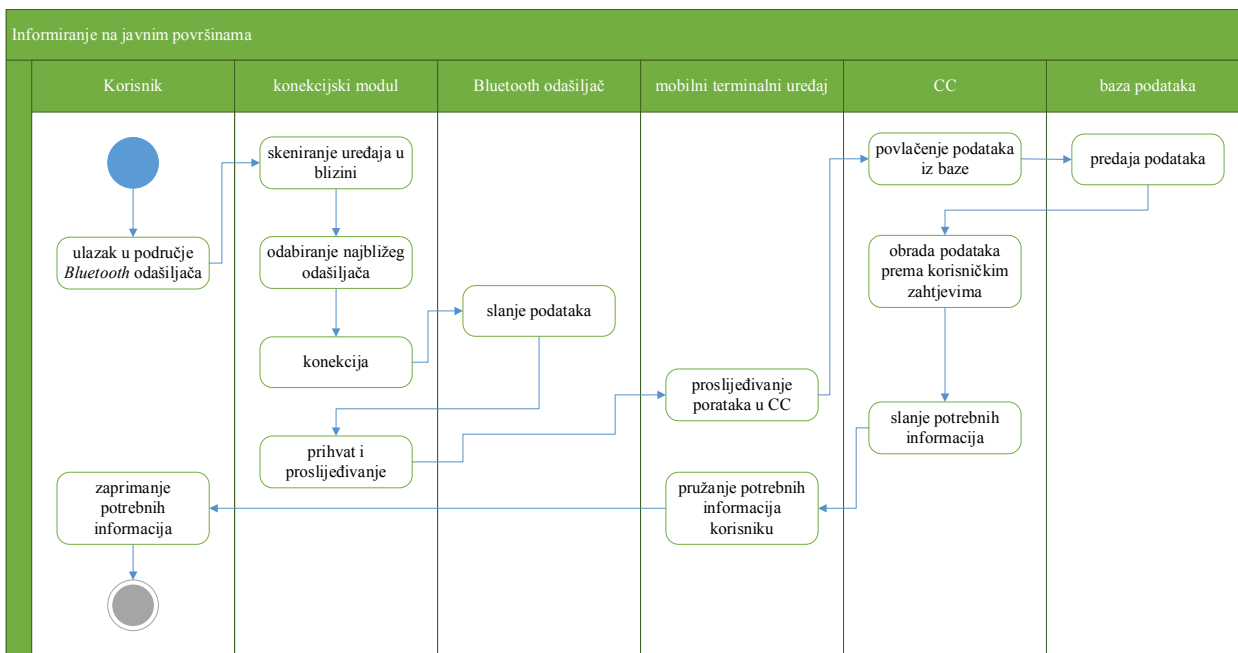 Informiranje na javnim površinama
Korisnik
konekcijski modul
Bluetooth odašiljač
mobilni terminalni uređaj
CC
baza podataka
ulazak u područje
Bluetooth odašiljača
skeniranje uređaja u
blizini
odabiranje najbližeg
odašiljača
konekcija
slanje podataka
prihvat i
proslijeđivanje
proslijeđivanje
porataka u CC
povlačenje podataka
iz baze
predaja podataka
obrada podataka
prema korisničkim
zahtjevima
slanje potrebnih
informacija
pružanje potrebnih
informacija
korisniku
zaprimanje
potrebnih
informacija